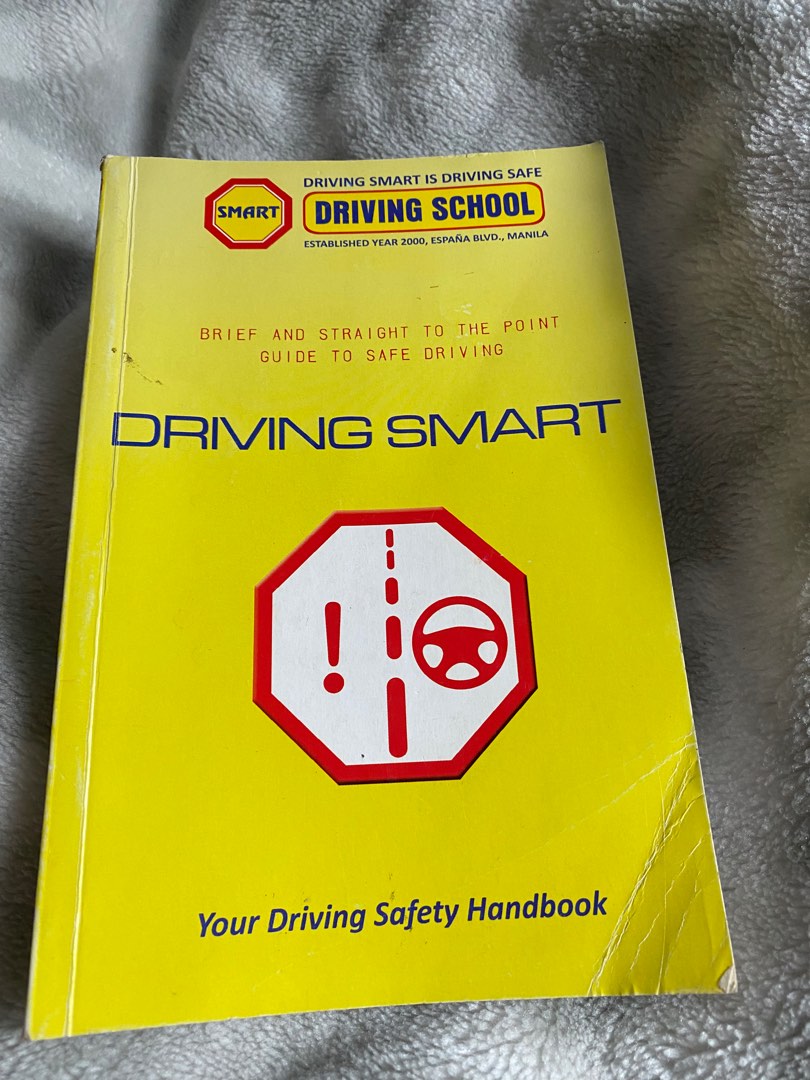 DRIVING SMART IS DRIVING SAFE
SMART
DRIVING SCHOOL
ESTABLISHED YEAR 2000, ESPAÑA BLVD., MANILA
BRIEF AND STRAIGHT TO THE POINT
GUIDE TO SAFE DRIVING
DRIVING SMART
!
Your Driving Safety Handbook